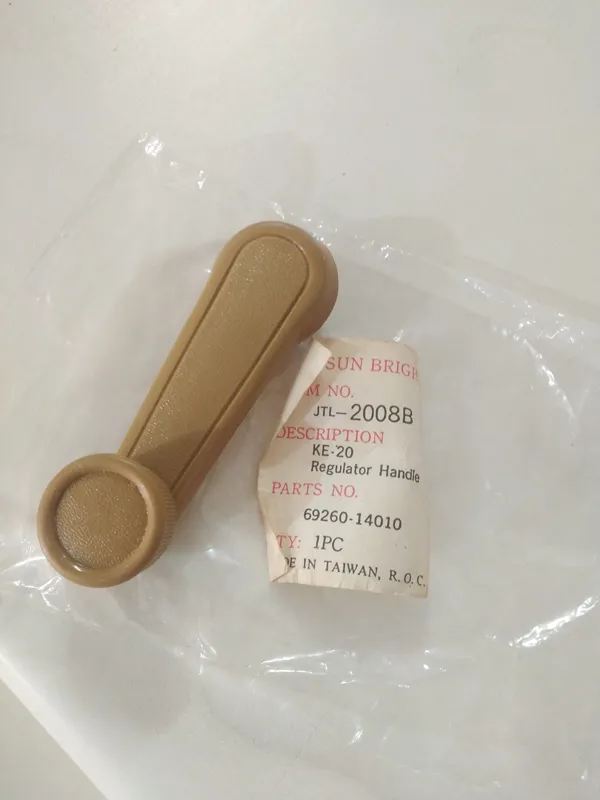 SUN BRIGH
M NO.
JTL-2008B
DESCRIPTION
KE-20
Regulator Handle
PARTS NO.
69260-14010
TY: 1PC
DE IN TAIWAN, R.O.C.